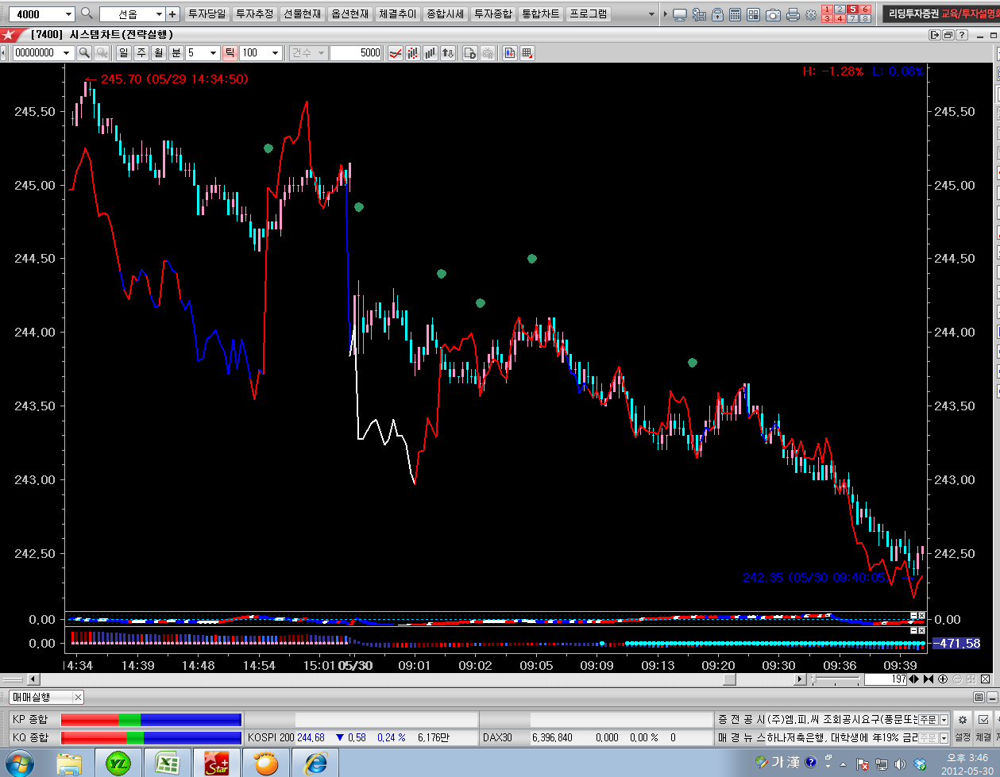 4000 선옵 + 투자당일 투자추정 선물현재 옵션현재 체결추이 종합시세 투자종합 통합차트 프로그램 1 2 5 6 3 4 7 8 리딩투자증권 교육/투자설명회
[7400] 시스템차트(전략실행)
00000000 일 주 월 분 5 틱 100 건수 5000
245.70 (05/29 14:34:50) H: -1.28% L: 0.08%
245.50 245.50
245.00 245.00
244.50 244.50
244.00 244.00
243.50 243.50
243.00 243.00
242.50 242.50
242.35 (05/30 09:40:05)
0.00 0.00
0.00 -471.58
14:34 14:39 14:48 14:54 15:01 05/30 09:01 09:02 09:05 09:09 09:13 09:20 09:30 09:36 09:39
197
매매실행
KP 종합 증 전 공 시 (주)엠.피.씨 조회공시요구(풍문또는 주문
KQ 종합 KOSPI 200 244,68 ▼ 0,58 0,24 % 6,176만 DAX30 6,396,840 0,000 0,00 % 0 매 경 뉴 스 하나저축은행, 대학생에 年19% 금리 주문 설정 체결
YL Star 가 漢 오후 3:46
2012-05-30